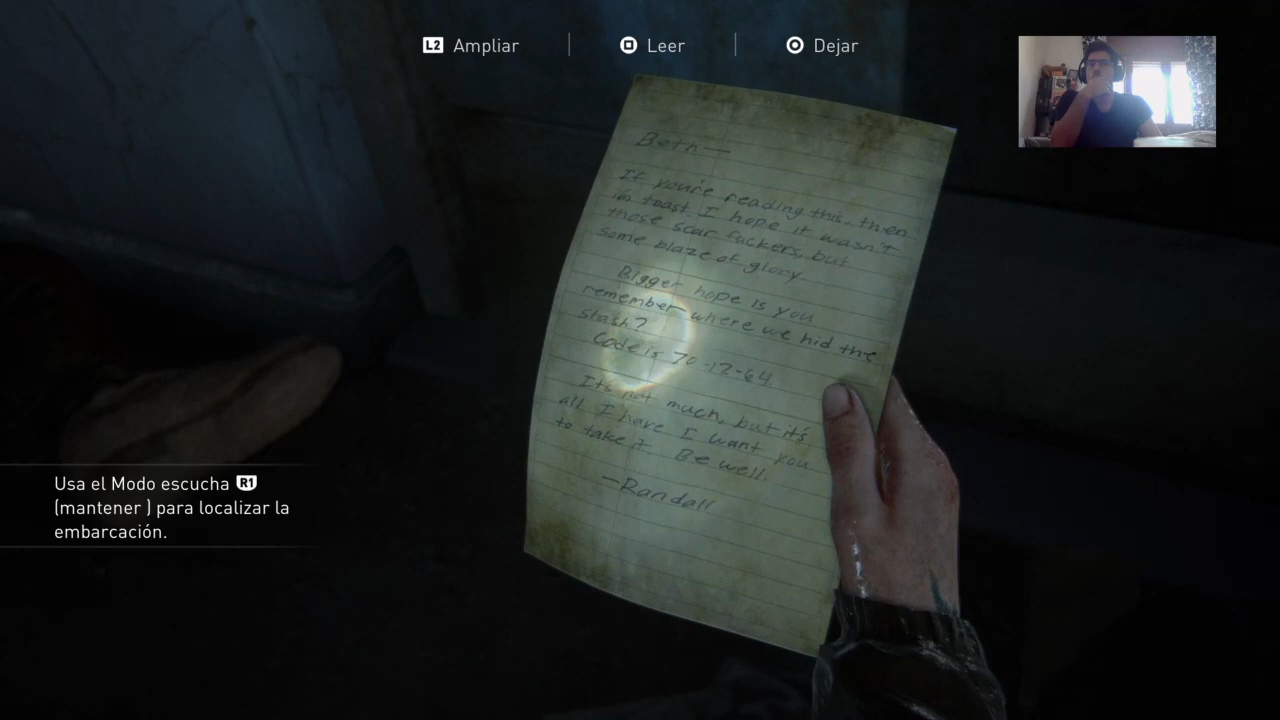 L2 Ampliar
Leer
Dejar
Beth—
If you're reading this, then
I'm toast. I hope it wasn't
those scar fuckers, but
some blaze of glory.
Bigger hope is you
remember where we hid the
stash?
Code is 70-12-64.
It's not much, but it's
all I have I want you
to take it. Be well.
—Randall
Usa el Modo escucha R1
(mantener ) para localizar la
embarcación.